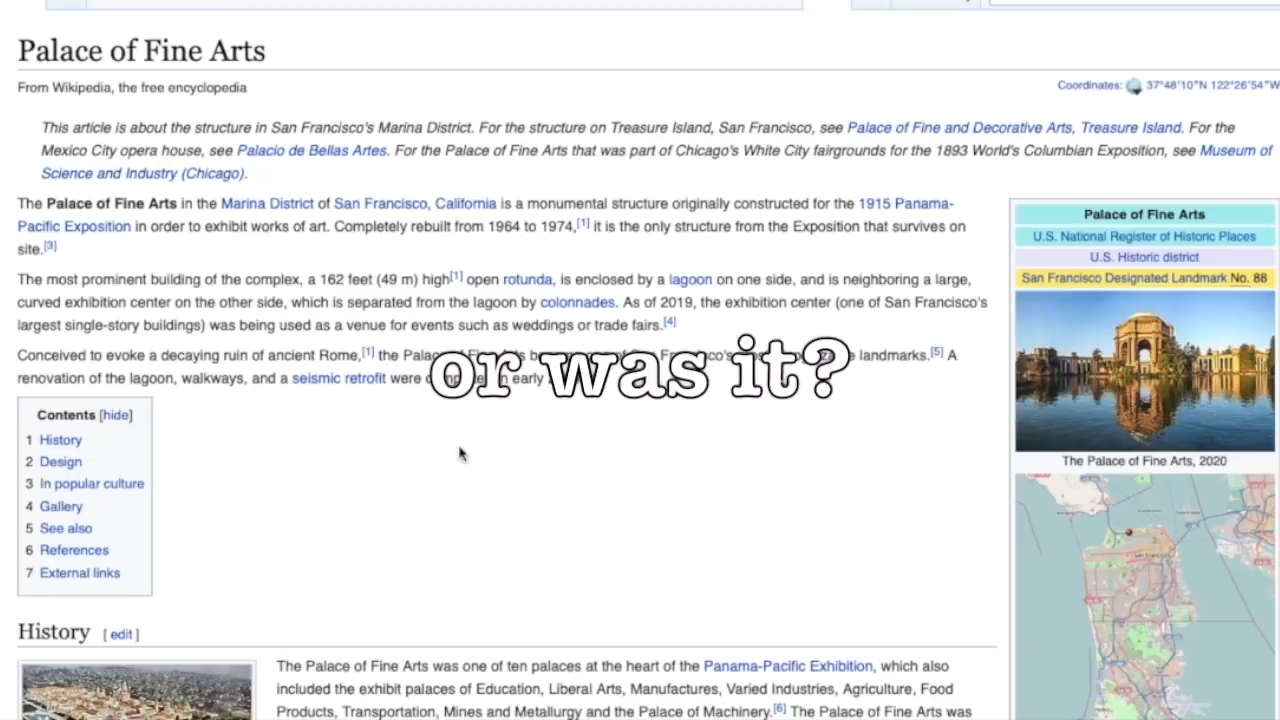 Palace of Fine Arts
From Wikipedia, the free encyclopedia
Coordinates: 37°48′10″N 122°26′54″W
This article is about the structure in San Francisco's Marina District. For the structure on Treasure Island, San Francisco, see Palace of Fine and Decorative Arts, Treasure Island. For the
Mexico City opera house, see Palacio de Bellas Artes. For the Palace of Fine Arts that was part of Chicago's White City fairgrounds for the 1893 World's Columbian Exposition, see Museum of
Science and Industry (Chicago).
The Palace of Fine Arts in the Marina District of San Francisco, California is a monumental structure originally constructed for the 1915 Panama-
Pacific Exposition in order to exhibit works of art. Completely rebuilt from 1964 to 1974,[1] it is the only structure from the Exposition that survives on
site.[3]
The most prominent building of the complex, a 162 feet (49 m) high[1] open rotunda, is enclosed by a lagoon on one side, and is neighboring a large,
curved exhibition center on the other side, which is separated from the lagoon by colonnades. As of 2019, the exhibition center (one of San Francisco's
largest single-story buildings) was being used as a venue for events such as weddings or trade fairs.[4]
Conceived to evoke a decaying ruin of ancient Rome,[1] the landmarks.[5] A
renovation of the lagoon, walkways, and a seismic retrofit were early
or was it?
Contents [hide]
1 History
2 Design
3 In popular culture
4 Gallery
5 See also
6 References
7 External links
Palace of Fine Arts
U.S. National Register of Historic Places
U.S. Historic district
San Francisco Designated Landmark No. 88
The Palace of Fine Arts, 2020
History [ edit ]
The Palace of Fine Arts was one of ten palaces at the heart of the Panama-Pacific Exhibition, which also
included the exhibit palaces of Education, Liberal Arts, Manufactures, Varied Industries, Agriculture, Food
Products, Transportation, Mines and Metallurgy and the Palace of Machinery.[6] The Palace of Fine Arts was